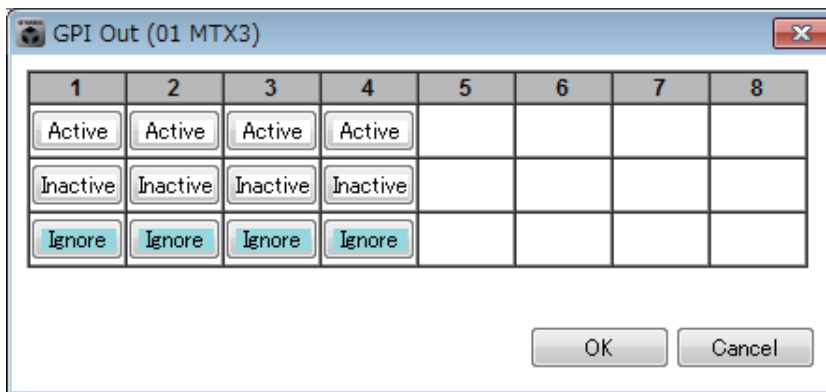 GPI Out (01 MTX3)
1 2 3 4 5 6 7 8
Active Active Active Active
Inactive Inactive Inactive Inactive
Ignore Ignore Ignore Ignore
OK Cancel